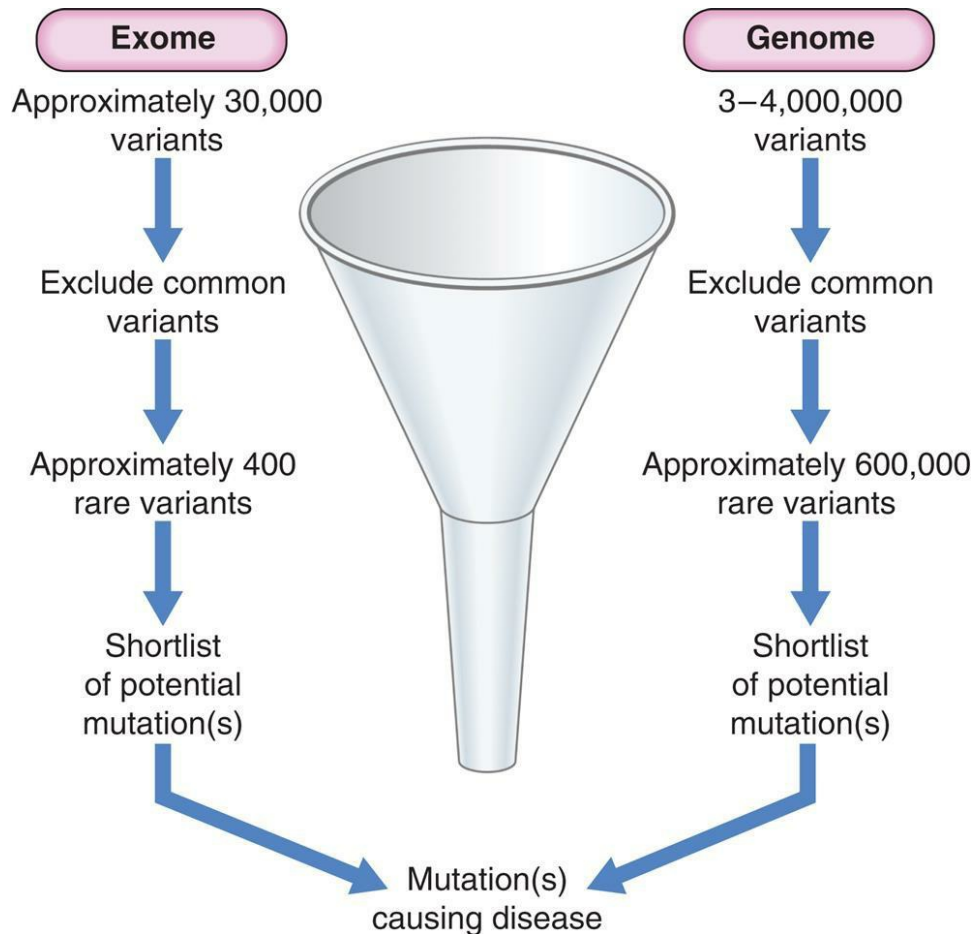 Exome
Approximately 30,000
variants
Exclude common
variants
Approximately 400
rare variants
Shortlist
of potential
mutation(s)
Genome
3–4,000,000
variants
Exclude common
variants
Approximately 600,000
rare variants
Shortlist
of potential
mutation(s)
Mutation(s)
causing disease